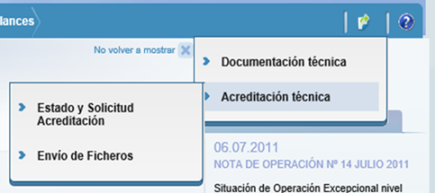 lances
No volver a mostrar
Documentación técnica
Acreditación técnica
Estado y Solicitud
Acreditación
Envío de Ficheros
06.07.2011
NOTA DE OPERACIÓN Nº 14 JULIO 2011
Situación de Operación Excepcional nivel